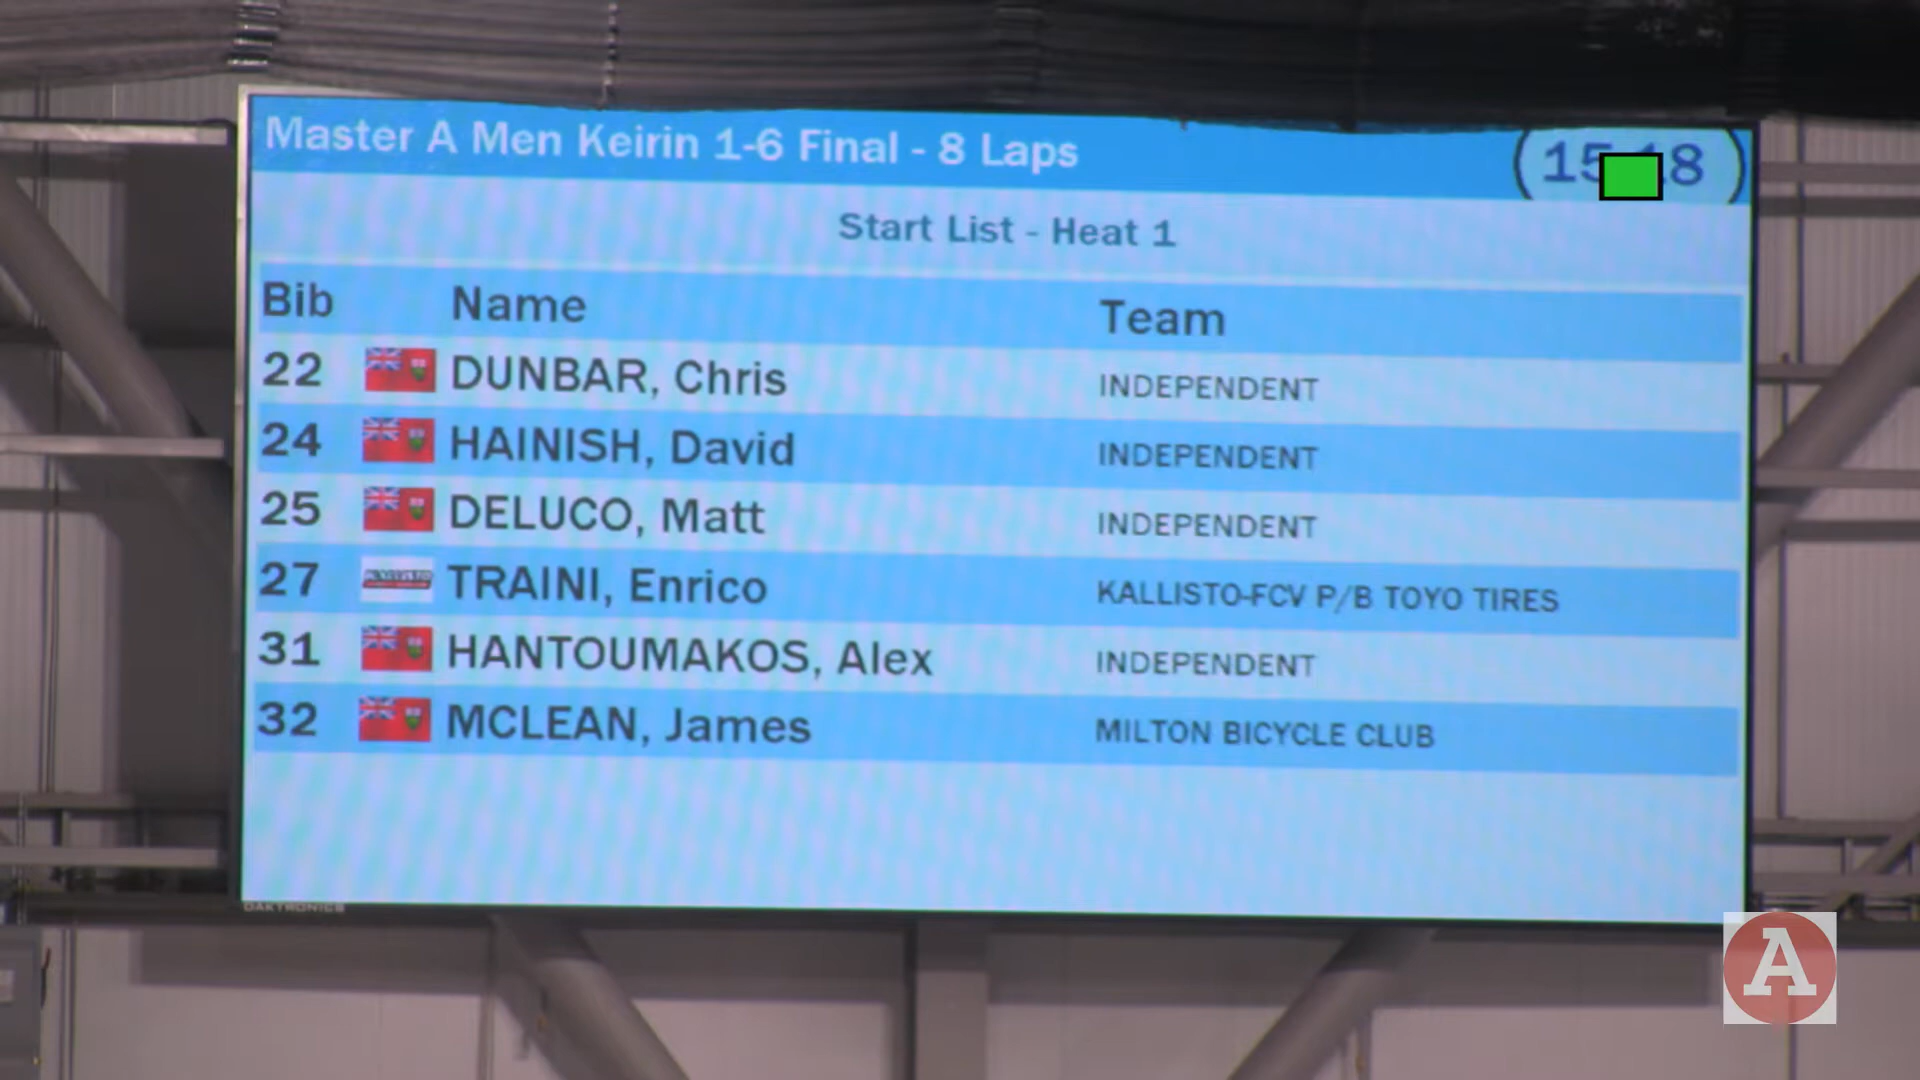 Master A Men Keirin 1-6 Final - 8 Laps
Start List - Heat 1
Bib Name Team
22 DUNBAR, Chris INDEPENDENT
24 HAINISH, David INDEPENDENT
25 DELUCO, Matt INDEPENDENT
27 TRAINI, Enrico KALLISTO-FCV P/B TOYO TIRES
31 HANTOUMAKOS, Alex INDEPENDENT
32 MCLEAN, James MILTON BICYCLE CLUB
DAKTRONICS
A